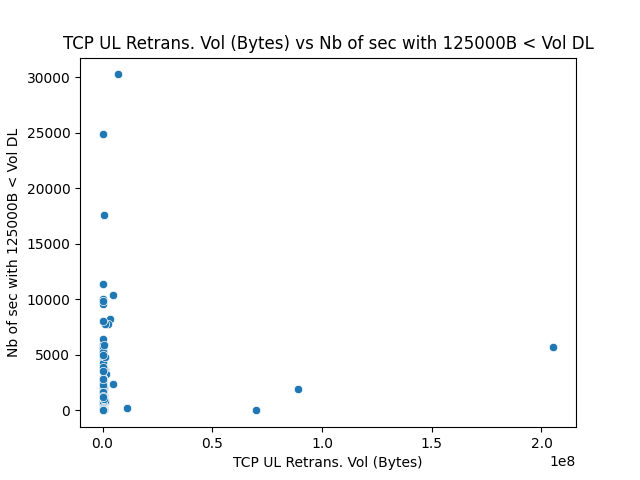 TCP UL Retrans. Vol (Bytes) vs Nb of sec with 125000B < Vol DL
30000
25000
20000
15000
10000
5000
0
Nb of sec with 125000B < Vol DL
0.0 0.5 1.0 1.5 2.0
1e8
TCP UL Retrans. Vol (Bytes)